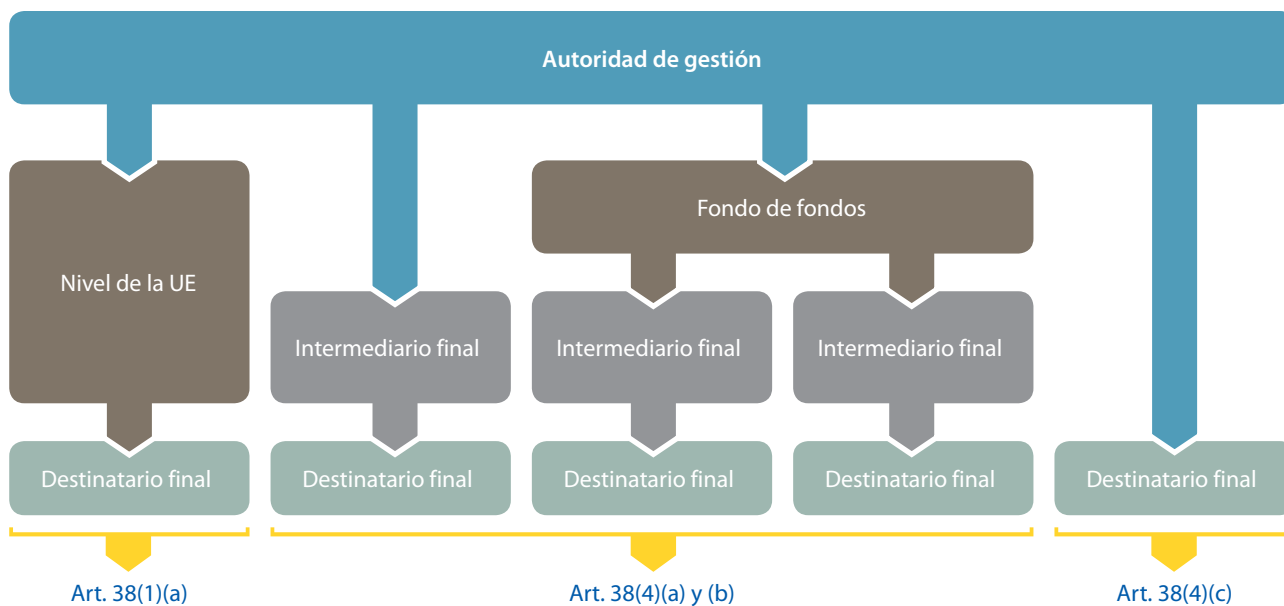 Autoridad de gestión
Fondo de fondos
Nivel de la UE
Intermediario final
Intermediario final
Intermediario final
Destinatario final
Destinatario final
Destinatario final
Destinatario final
Destinatario final
Art. 38(1)(a)
Art. 38(4)(a) y (b)
Art. 38(4)(c)